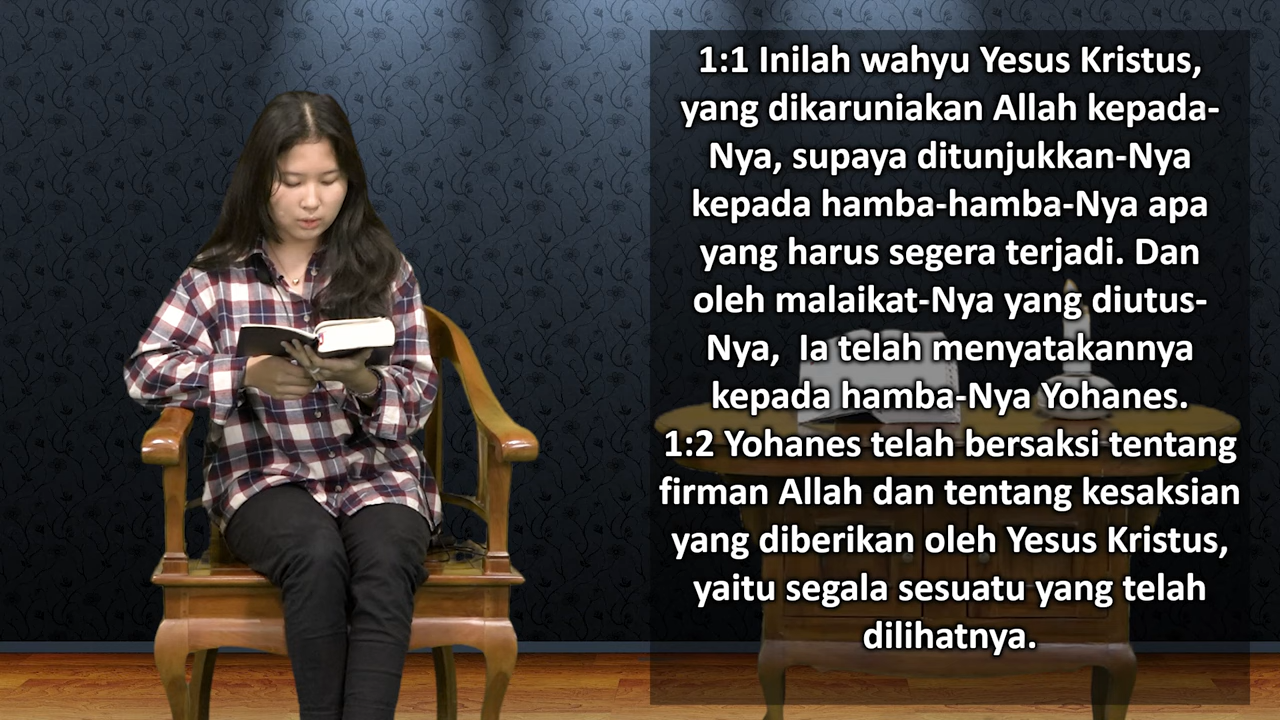 1:1 Inilah wahyu Yesus Kristus,
yang dikaruniakan Allah kepada-
Nya, supaya ditunjukkan-Nya
kepada hamba-hamba-Nya apa
yang harus segera terjadi. Dan
oleh malaikat-Nya yang diutus-
Nya,  Ia telah menyatakannya
kepada hamba-Nya Yohanes.
1:2 Yohanes telah bersaksi tentang
firman Allah dan tentang kesaksian
yang diberikan oleh Yesus Kristus,
yaitu segala sesuatu yang telah
dilihatnya.